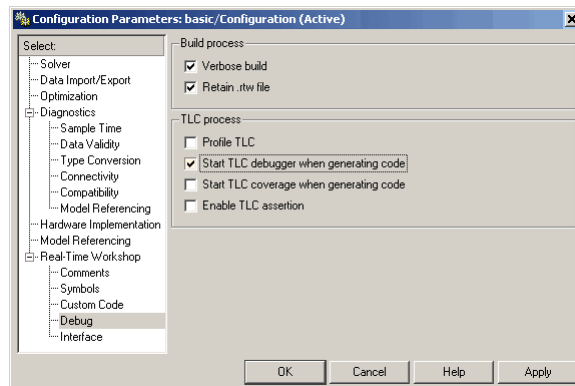 Configuration Parameters: basic/Configuration (Active)
Select:
Solver
Data Import/Export
Optimization
Diagnostics
Sample Time
Data Validity
Type Conversion
Connectivity
Compatibility
Model Referencing
Hardware Implementation
Model Referencing
Real-Time Workshop
Comments
Symbols
Custom Code
Debug
Interface
Build process
Verbose build
Retain .rtw file
TLC process
Profile TLC
Start TLC debugger when generating code
Start TLC coverage when generating code
Enable TLC assertion
OK Cancel Help Apply